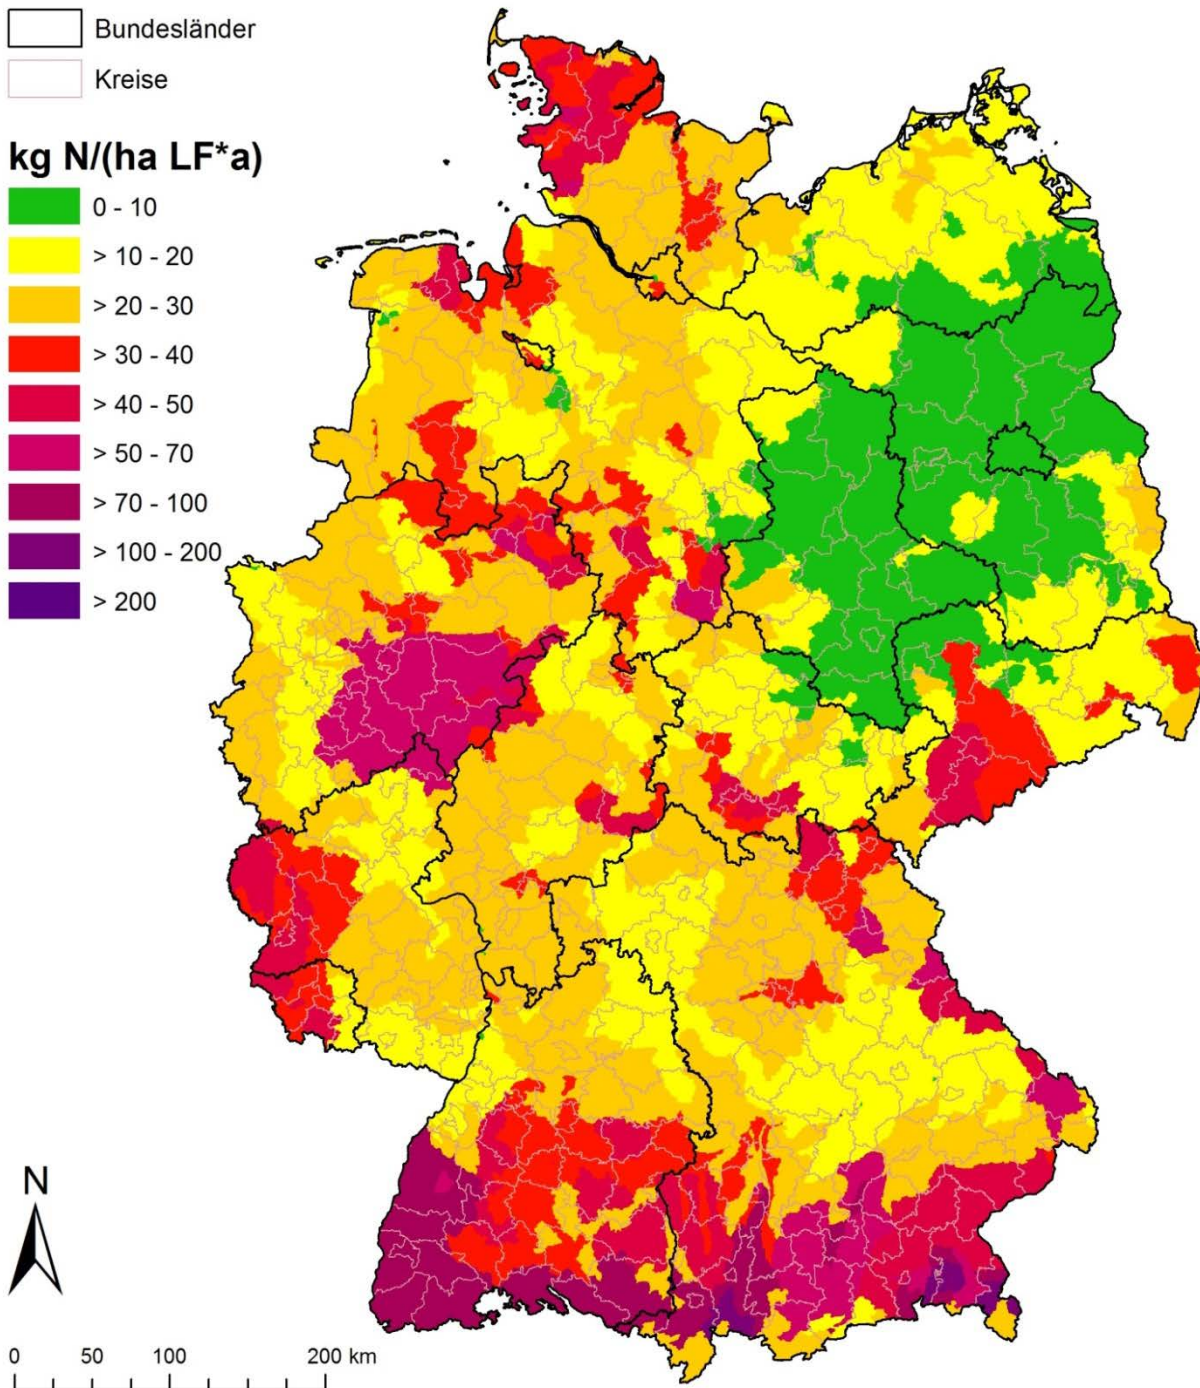 Bundesländer
Kreise
kg N/(ha LF*a)
0 - 10
> 10 - 20
> 20 - 30
> 30 - 40
> 40 - 50
> 50 - 70
> 70 - 100
> 100 - 200
> 200
N
0 50 100 200 km